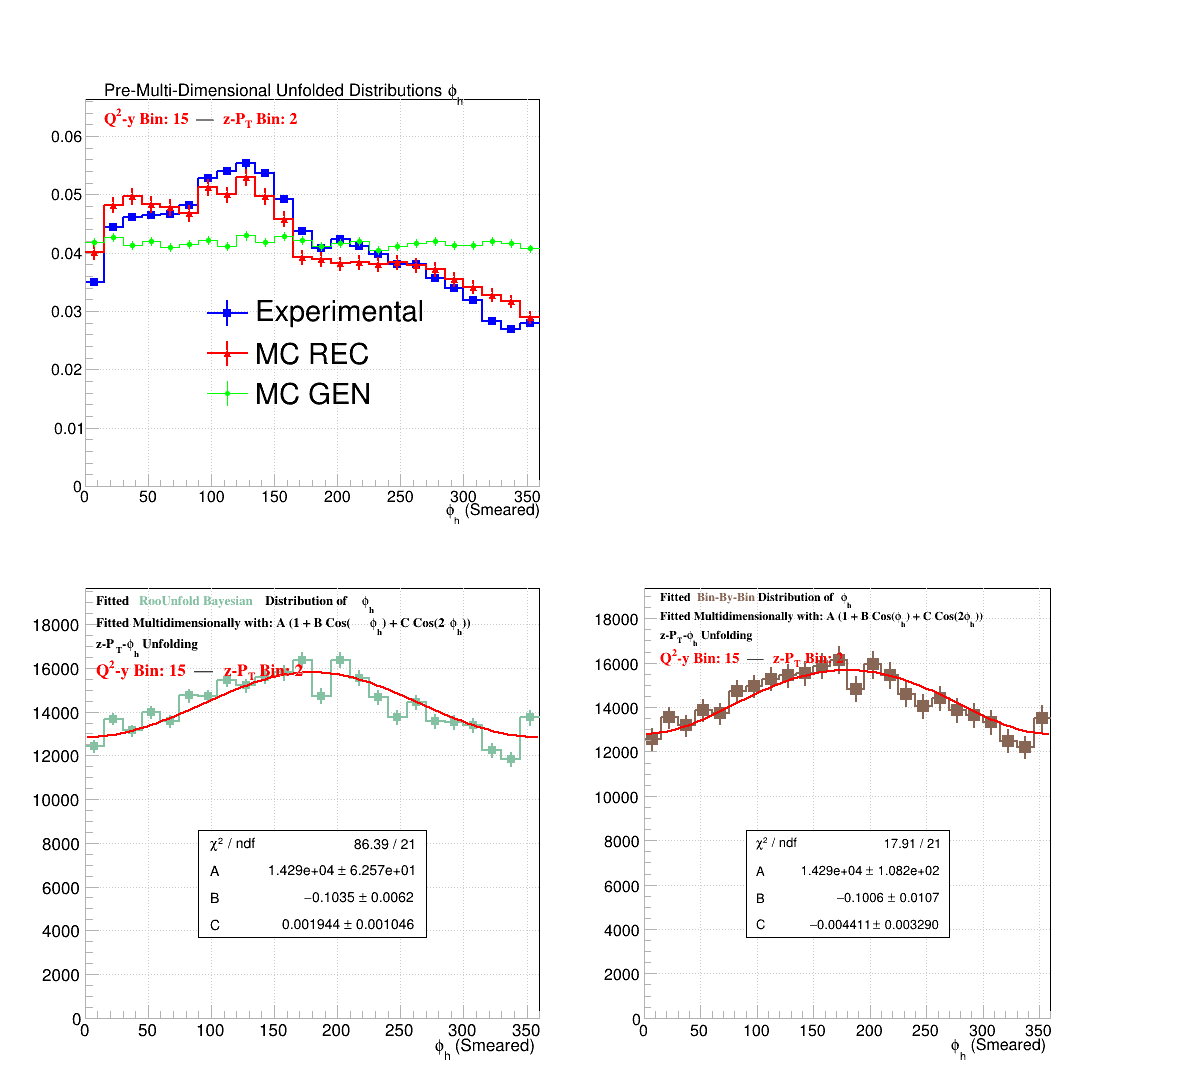 Pre-Multi-Dimensional Unfolded Distributions ϕh
Q²-y Bin: 15 — z-PT Bin: 2
0.06
0.05
0.04
0.03
0.02
0.01
0
Experimental
MC REC
MC GEN
0 50 100 150 200 250 300 350
ϕh (Smeared)
Fitted RooUnfold Bayesian Distribution of ϕh
Fitted Multidimensionally with: A (1 + B Cos( ϕh) + C Cos(2 ϕh))
z-PT-ϕh Unfolding
Q²-y Bin: 15 — z-PT Bin: 2
18000
16000
14000
12000
10000
8000
6000
4000
2000
0
χ² / ndf 86.39 / 21
A 1.429e+04 ± 6.257e+01
B −0.1035 ± 0.0062
C 0.001944 ± 0.001046
0 50 100 150 200 250 300 350
ϕh (Smeared)
Fitted Bin-By-Bin Distribution of ϕh
Fitted Multidimensionally with: A (1 + B Cos(ϕh) + C Cos(2ϕh))
z-PT-ϕh Unfolding
Q²-y Bin: 15 — z-PT Bin: 2
18000
16000
14000
12000
10000
8000
6000
4000
2000
0
χ² / ndf 17.91 / 21
A 1.429e+04 ± 1.082e+02
B −0.1006 ± 0.0107
C −0.004411 ± 0.003290
0 50 100 150 200 250 300 350
ϕh (Smeared)